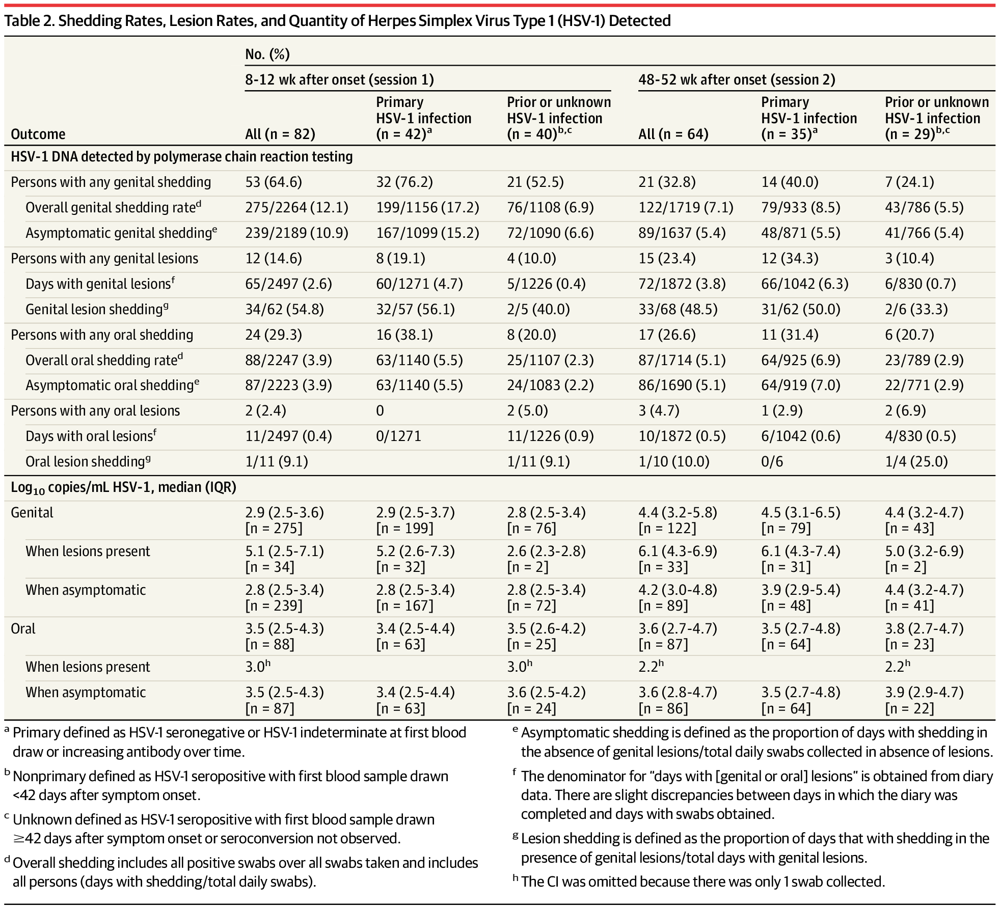 Table 2. Shedding Rates, Lesion Rates, and Quantity of Herpes Simplex Virus Type 1 (HSV-1) Detected
No. (%)
8-12 wk after onset (session 1) 48-52 wk after onset (session 2)
Outcome All (n = 82) Primary HSV-1 infection (n = 42)a Prior or unknown HSV-1 infection (n = 40)b,c All (n = 64) Primary HSV-1 infection (n = 35)a Prior or unknown HSV-1 infection (n = 29)b,c
HSV-1 DNA detected by polymerase chain reaction testing
Persons with any genital shedding 53 (64.6) 32 (76.2) 21 (52.5) 21 (32.8) 14 (40.0) 7 (24.1)
Overall genital shedding rated 275/2264 (12.1) 199/1156 (17.2) 76/1108 (6.9) 122/1719 (7.1) 79/933 (8.5) 43/786 (5.5)
Asymptomatic genital sheddinge 239/2189 (10.9) 167/1099 (15.2) 72/1090 (6.6) 89/1637 (5.4) 48/871 (5.5) 41/766 (5.4)
Persons with any genital lesions 12 (14.6) 8 (19.1) 4 (10.0) 15 (23.4) 12 (34.3) 3 (10.4)
Days with genital lesionsf 65/2497 (2.6) 60/1271 (4.7) 5/1226 (0.4) 72/1872 (3.8) 66/1042 (6.3) 6/830 (0.7)
Genital lesion sheddingg 34/62 (54.8) 32/57 (56.1) 2/5 (40.0) 33/68 (48.5) 31/62 (50.0) 2/6 (33.3)
Persons with any oral shedding 24 (29.3) 16 (38.1) 8 (20.0) 17 (26.6) 11 (31.4) 6 (20.7)
Overall oral shedding rated 88/2247 (3.9) 63/1140 (5.5) 25/1107 (2.3) 87/1714 (5.1) 64/925 (6.9) 23/789 (2.9)
Asymptomatic oral sheddinge 87/2223 (3.9) 63/1140 (5.5) 24/1083 (2.2) 86/1690 (5.1) 64/919 (7.0) 22/771 (2.9)
Persons with any oral lesions 2 (2.4) 0 2 (5.0) 3 (4.7) 1 (2.9) 2 (6.9)
Days with oral lesionsf 11/2497 (0.4) 0/1271 11/1226 (0.9) 10/1872 (0.5) 6/1042 (0.6) 4/830 (0.5)
Oral lesion sheddingg 1/11 (9.1) 1/11 (9.1) 1/10 (10.0) 0/6 1/4 (25.0)
Log10 copies/mL HSV-1, median (IQR)
Genital 2.9 (2.5-3.6) 2.9 (2.5-3.7) 2.8 (2.5-3.4) 4.4 (3.2-5.8) 4.5 (3.1-6.5) 4.4 (3.2-4.7)
[n = 275] [n = 199] [n = 76] [n = 122] [n = 79] [n = 43]
When lesions present 5.1 (2.5-7.1) 5.2 (2.6-7.3) 2.6 (2.3-2.8) 6.1 (4.3-6.9) 6.1 (4.3-7.4) 5.0 (3.2-6.9)
[n = 34] [n = 32] [n = 2] [n = 33] [n = 31] [n = 2]
When asymptomatic 2.8 (2.5-3.4) 2.8 (2.5-3.4) 2.8 (2.5-3.4) 4.2 (3.0-4.8) 3.9 (2.9-5.4) 4.4 (3.2-4.7)
[n = 239] [n = 167] [n = 72] [n = 89] [n = 48] [n = 41]
Oral 3.5 (2.5-4.3) 3.4 (2.5-4.4) 3.5 (2.6-4.2) 3.6 (2.7-4.7) 3.5 (2.7-4.8) 3.8 (2.7-4.7)
[n = 88] [n = 63] [n = 25] [n = 87] [n = 64] [n = 23]
When lesions present 3.0h 3.0h 2.2h 2.2h
When asymptomatic 3.5 (2.5-4.3) 3.4 (2.5-4.4) 3.6 (2.5-4.2) 3.6 (2.8-4.7) 3.5 (2.7-4.8) 3.9 (2.9-4.7)
[n = 87] [n = 63] [n = 24] [n = 86] [n = 64] [n = 22]
a Primary defined as HSV-1 seronegative or HSV-1 indeterminate at first blood
draw or increasing antibody over time.
b Nonprimary defined as HSV-1 seropositive with first blood sample drawn
<42 days after symptom onset.
c Unknown defined as HSV-1 seropositive with first blood sample drawn
≥42 days after symptom onset or seroconversion not observed.
d Overall shedding includes all positive swabs over all swabs taken and includes
all persons (days with shedding/total daily swabs).
e Asymptomatic shedding is defined as the proportion of days with shedding in
the absence of genital lesions/total daily swabs collected in absence of lesions.
f The denominator for “days with [genital or oral] lesions” is obtained from diary
data. There are slight discrepancies between days in which the diary was
completed and days with swabs obtained.
g Lesion shedding is defined as the proportion of days that with shedding in the
presence of genital lesions/total days with genital lesions.
h The CI was omitted because there was only 1 swab collected.